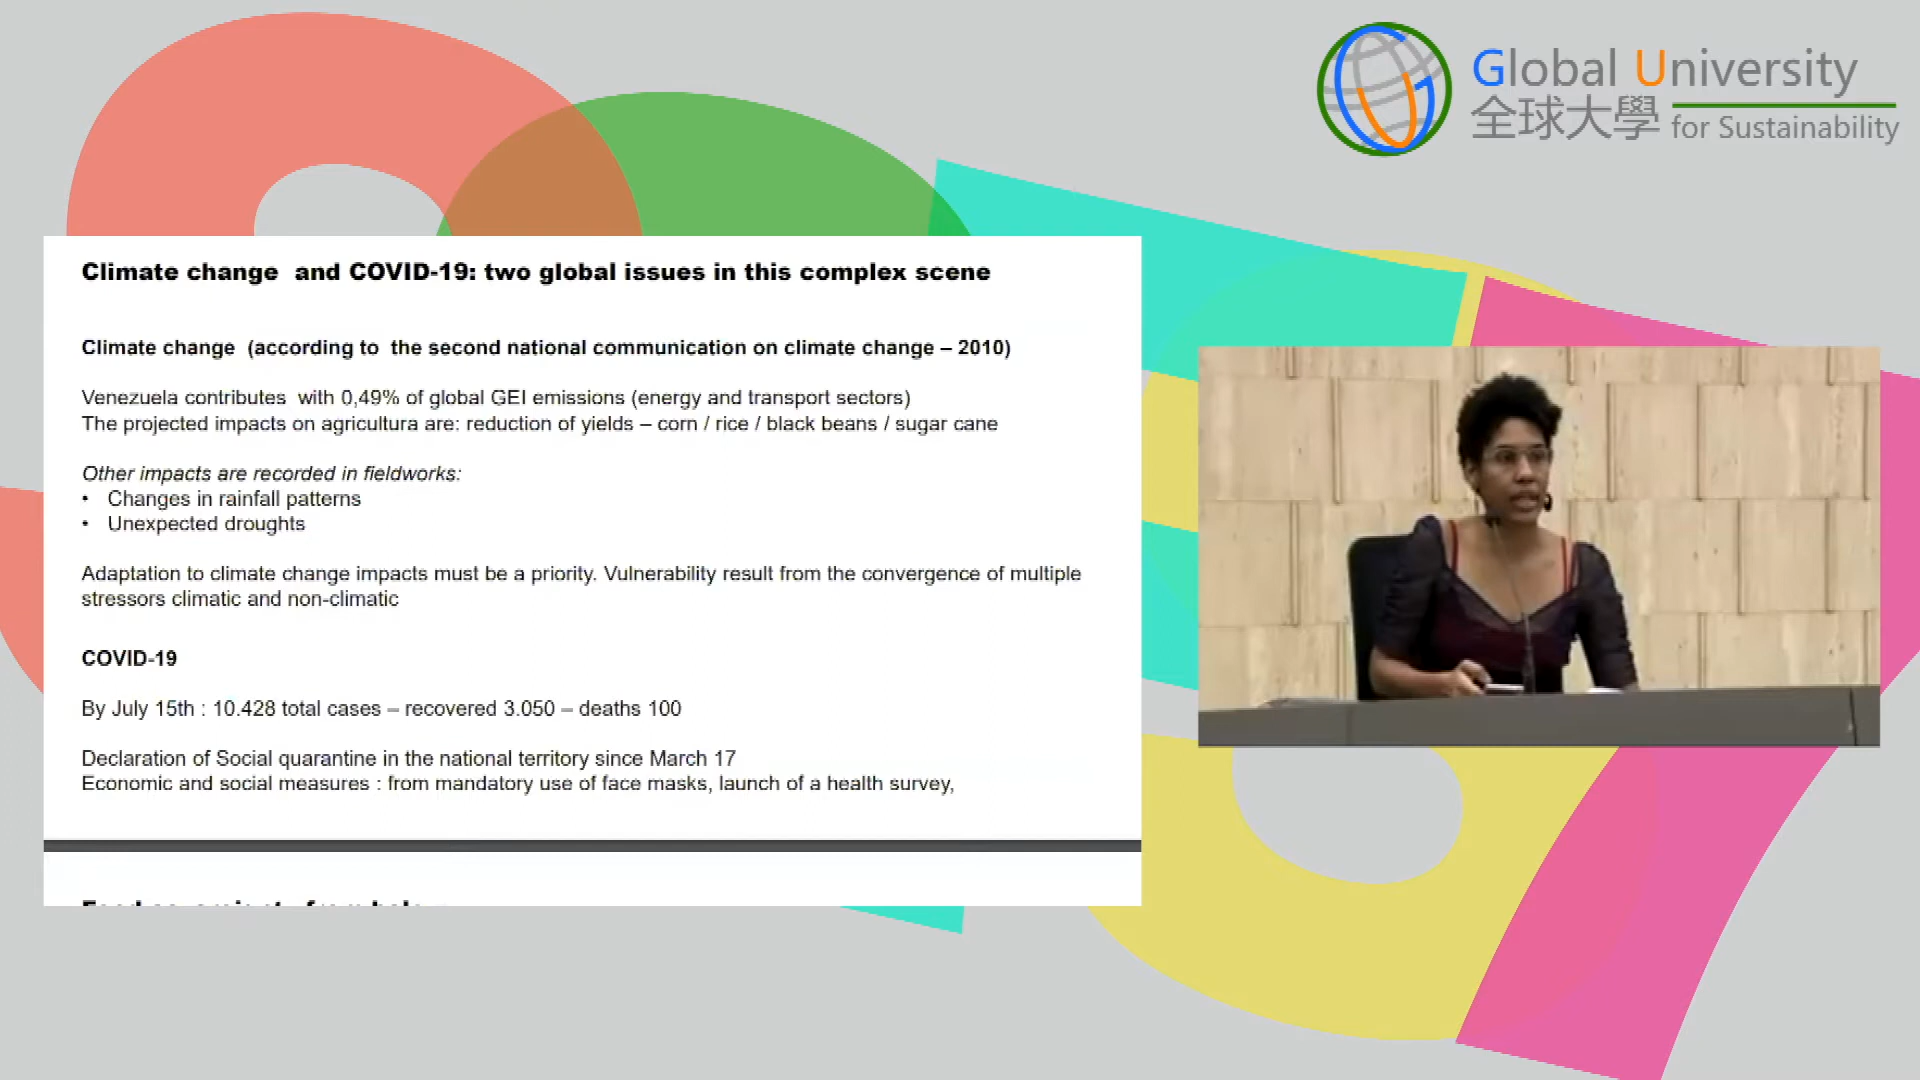 Global University
全球大學 for Sustainability
Climate change and COVID-19: two global issues in this complex scene
Climate change (according to the second national communication on climate change – 2010)
Venezuela contributes with 0,49% of global GEI emissions (energy and transport sectors)
The projected impacts on agricultura are: reduction of yields – corn / rice / black beans / sugar cane
Other impacts are recorded in fieldworks:
• Changes in rainfall patterns
• Unexpected droughts
Adaptation to climate change impacts must be a priority. Vulnerability result from the convergence of multiple
stressors climatic and non-climatic
COVID-19
By July 15th : 10.428 total cases – recovered 3.050 – deaths 100
Declaration of Social quarantine in the national territory since March 17
Economic and social measures : from mandatory use of face masks, launch of a health survey,